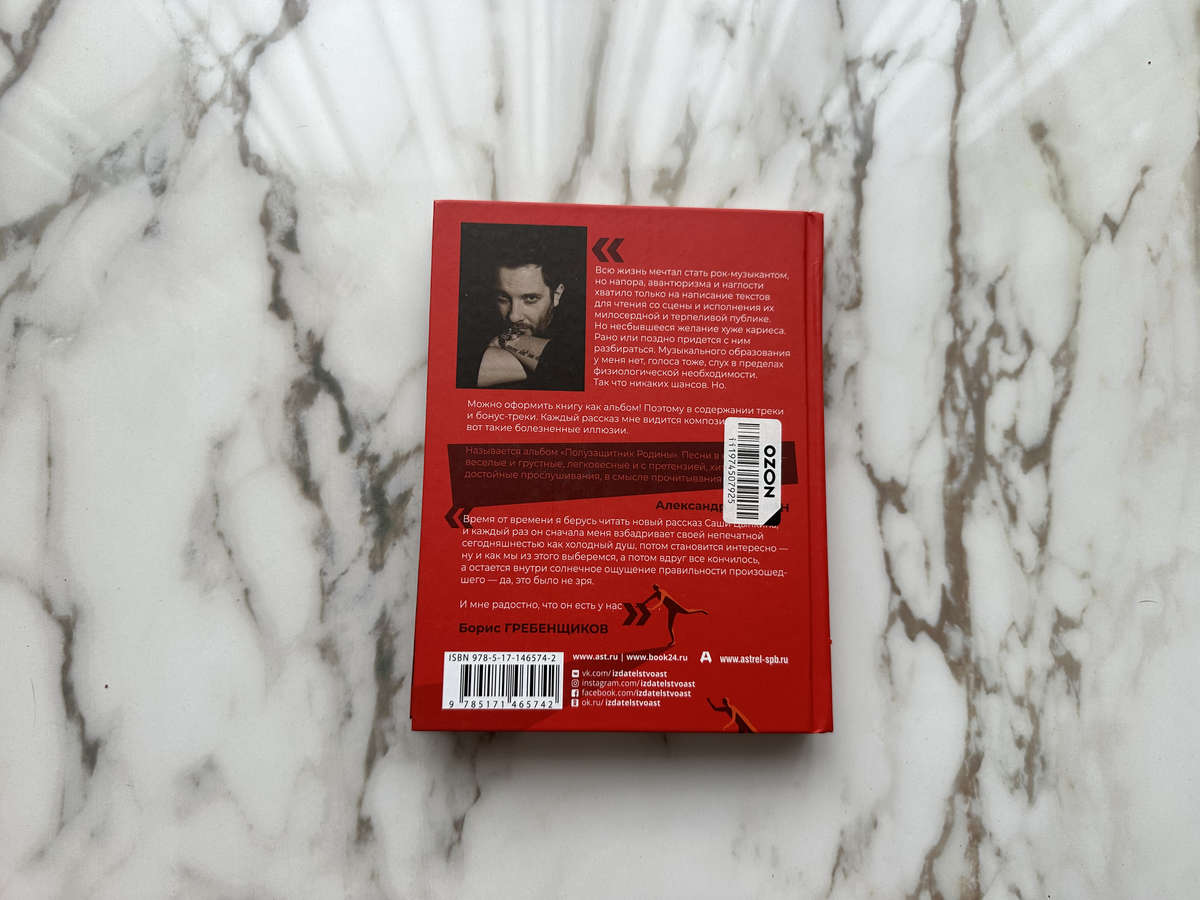 Всю жизнь мечтал стать рок-музыкантом,
но напора, авантюризма и наглости
хватило только на написание текстов
для чтения со сцены и исполнения их
милосердной и терпеливой публике.
Но несбывшееся желание хуже кариеса.
Рано или поздно придется с ним
разбираться. Музыкального образования
у меня нет, голоса тоже, слух в пределах
физиологической необходимости.
Так что никаких шансов. Но.
Можно оформить книгу как альбом! Поэтому в содержании треки
и бонус-треки. Каждый рассказ мне видится
вот такие болезненные иллюзии.
Называется альбом «Полузащитник Родины». Песни в
веселые и грустные, легковесные и с претензией,
достойные прослушивания, в смысле прочитывания
Александр
OZON
1119745079925
Время от времени я берусь читать новый рассказ Саши Цыпкина,
и каждый раз он сначала меня взбадривает своей непечатной
сегодняшнестью как холодный душ, потом становится интересно —
ну и как мы из этого выберемся, а потом вдруг все кончилось,
а остается внутри солнечное ощущение правильности произошед-
шего — да, это было не зря.
И мне радостно, что он есть у нас
Борис ГРЕБЕНЩИКОВ
ISBN 978-5-17-146574-2
9 785171 465742
www.ast.ru | www.book24.ru
www.astrel-spb.ru
vk.com/izdatelstvoast
instagram.com/izdatelstvoast
facebook.com/izdatelstvoast
ok.ru/izdatelstvoast